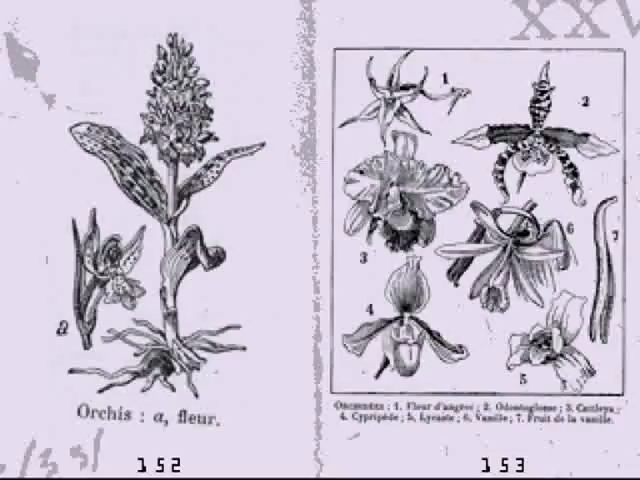 XXV
1
2
3
4
5
6
7
a
Orchis : a, fleur.
ORCHIDÉES : 1. Fleur d'angrec ; 2. Odontoglosse ; 3. Cattleya ;
4. Cypripède ; 5, Lycaste ; 6. Vanille ; 7. Fruit de la vanille.
152
153